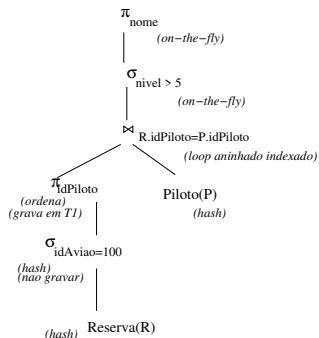 π nome
(on−the−fly)
σ nivel > 5
(on−the−fly)
⋈ R.idPiloto=P.idPiloto
(loop aninhado indexado)
π idPiloto
(ordena)
(grava em T1)
Piloto(P)
(hash)
σ idAviao=100
(hash)
(nao gravar)
Reserva(R)
(hash)